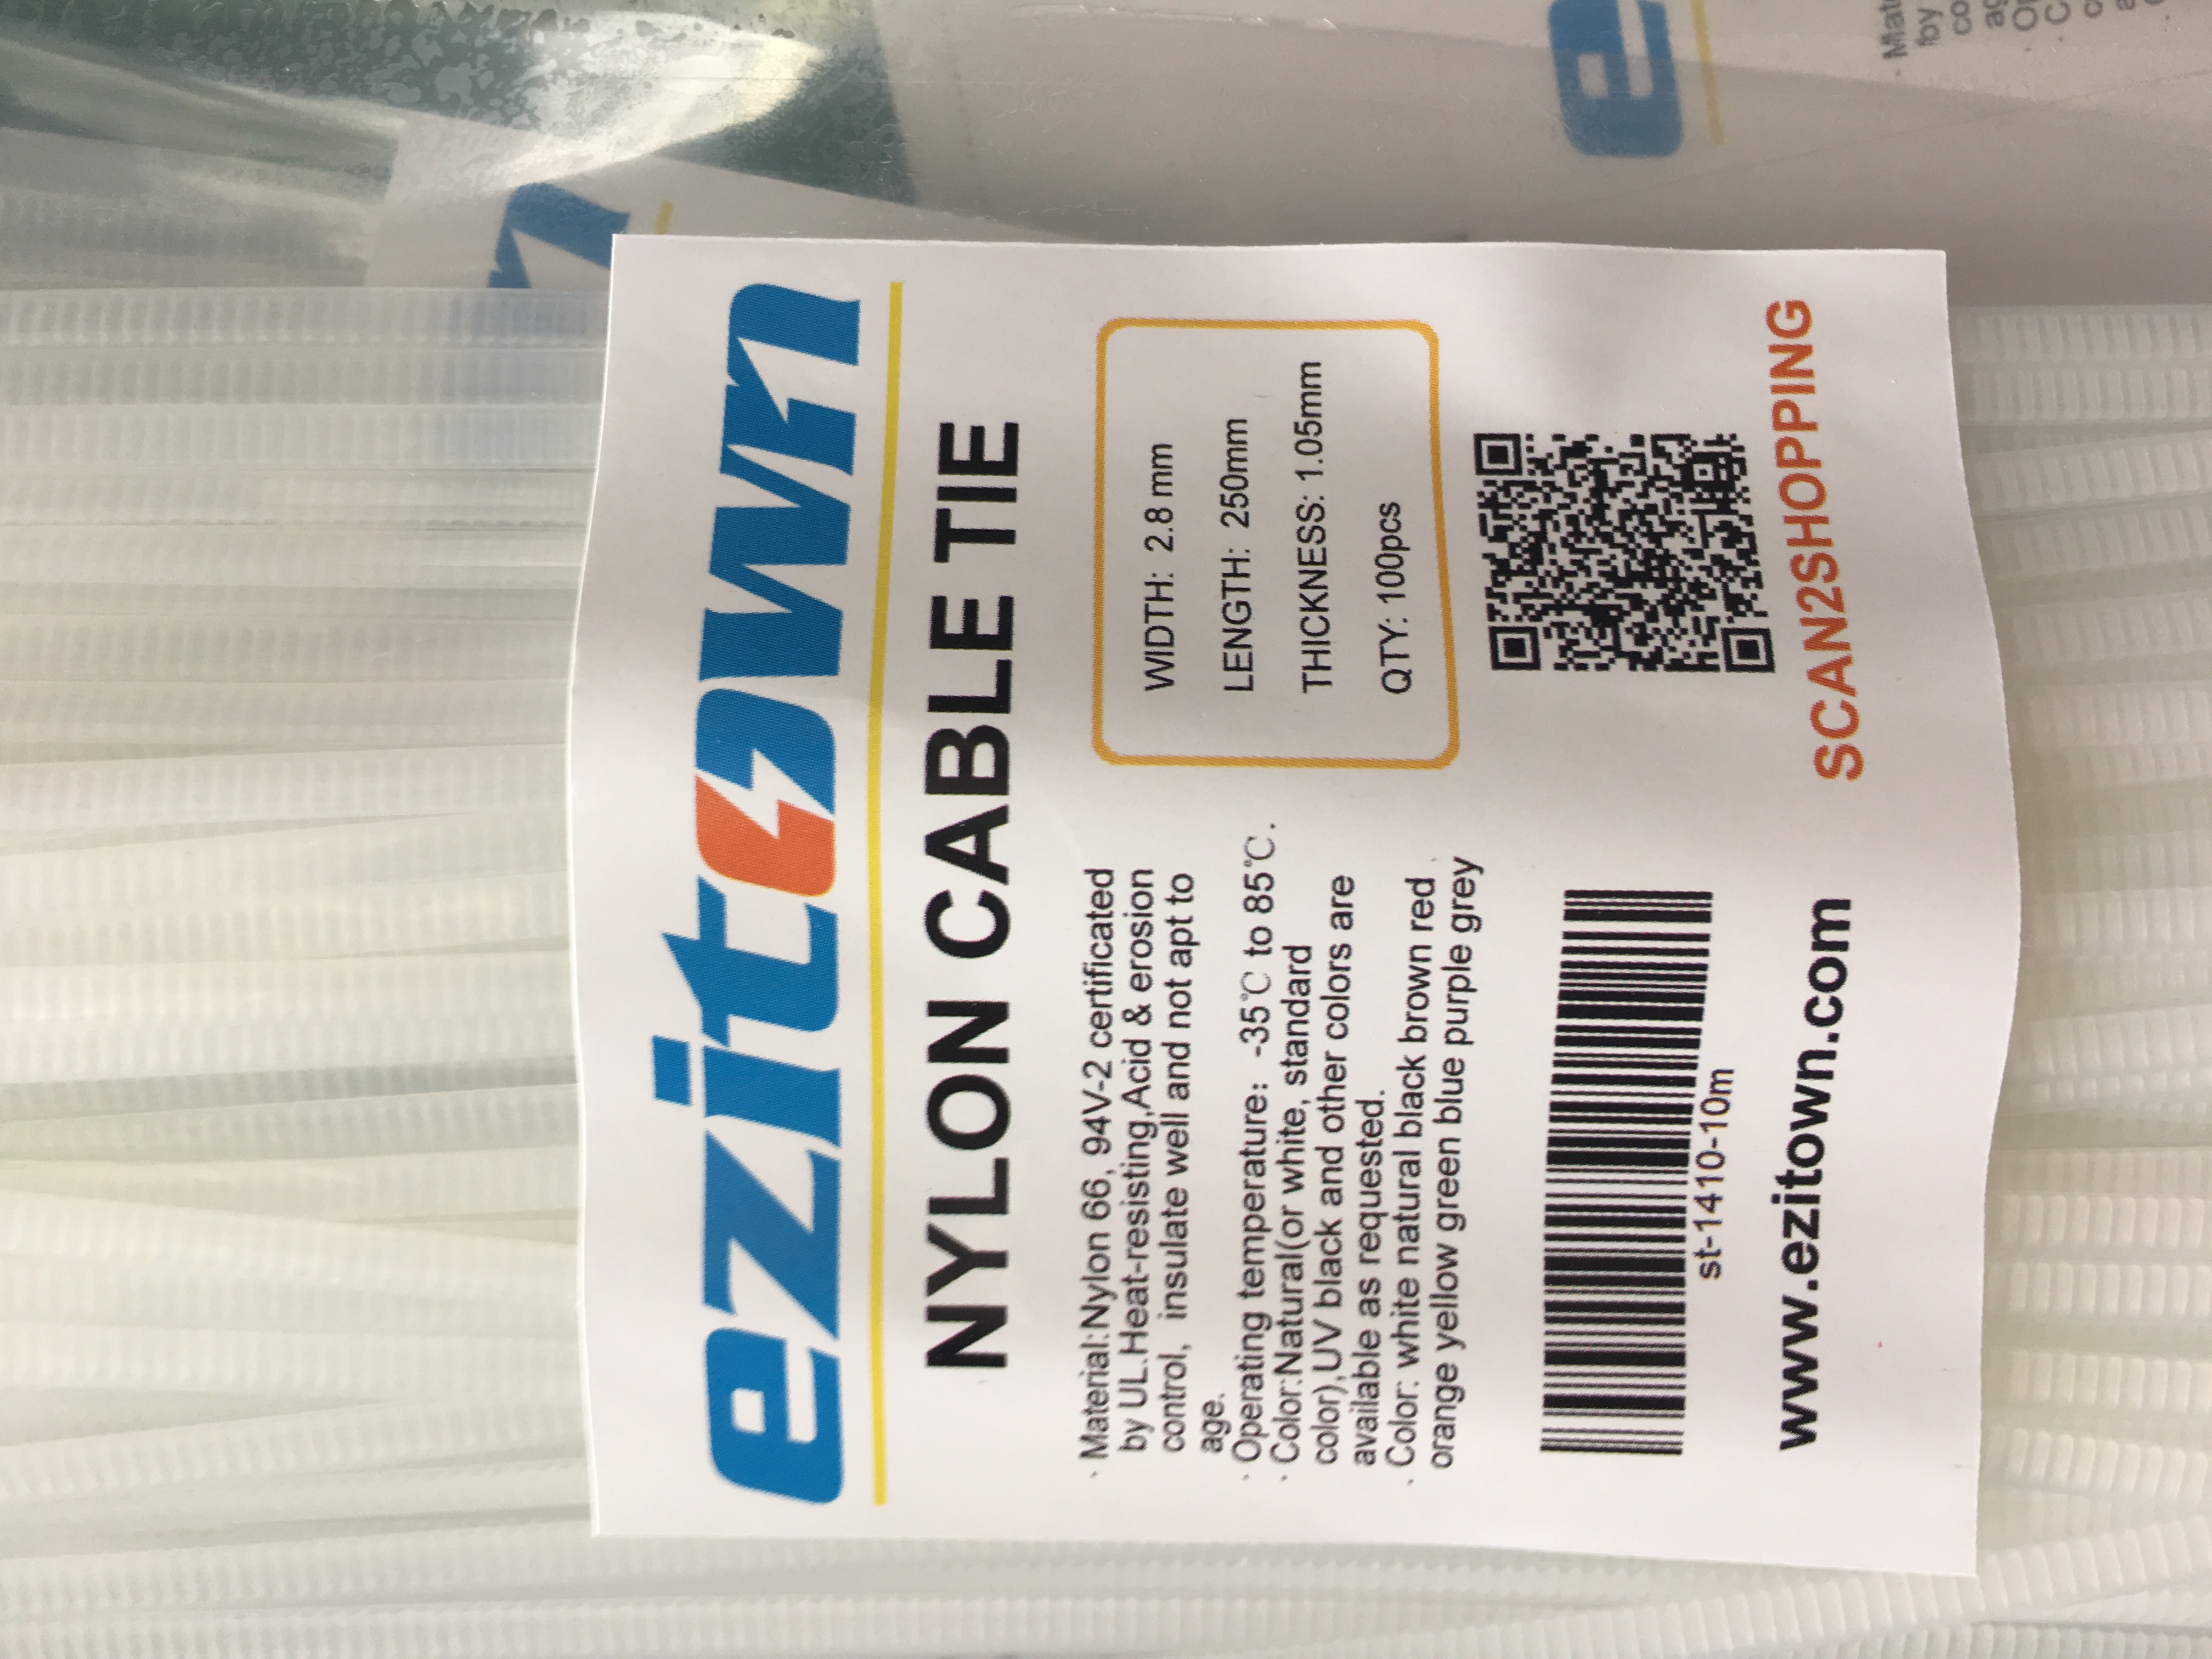 ezitown
NYLON CABLE TIE
· Material:Nylon 66, 94V-2 certificated
by UL.Heat-resisting,Acid & erosion
control, insulate well and not apt to
age.
· Operating temperature: -35℃ to 85℃.
· Color:Natural(or white, standard
color),UV black and other colors are
available as requested.
· Color: white natural black brown red
orange yellow green blue purple grey
WIDTH: 2.8 mm
LENGTH: 250mm
THICKNESS: 1.05mm
QTY: 100pcs
st-1410-10m
www.ezitown.com
SCAN2SHOPPING
e
· Mat
by
co